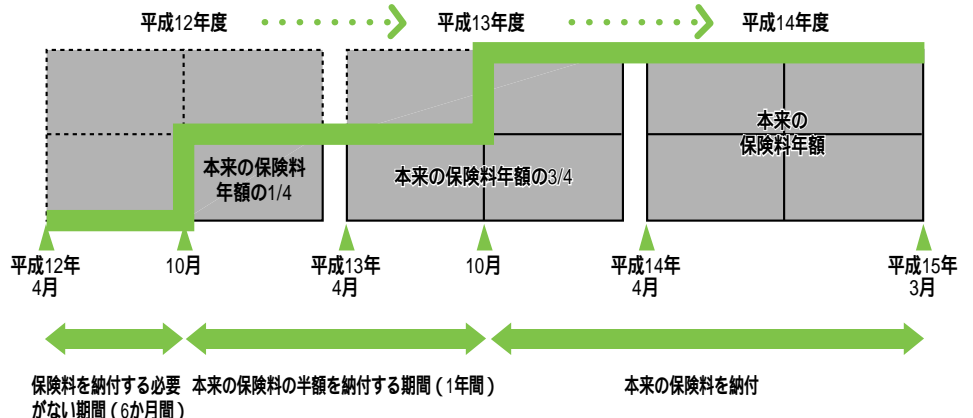 平成12年度
平成13年度
平成14年度
本来の保険料
年額の1/4
本来の保険料年額の3/4
本来の
保険料年額
平成12年
4月
10月
平成13年
4月
10月
平成14年
4月
平成15年
3月
保険料を納付する必要
がない期間(6か月間)
本来の保険料の半額を納付する期間(1年間)
本来の保険料を納付